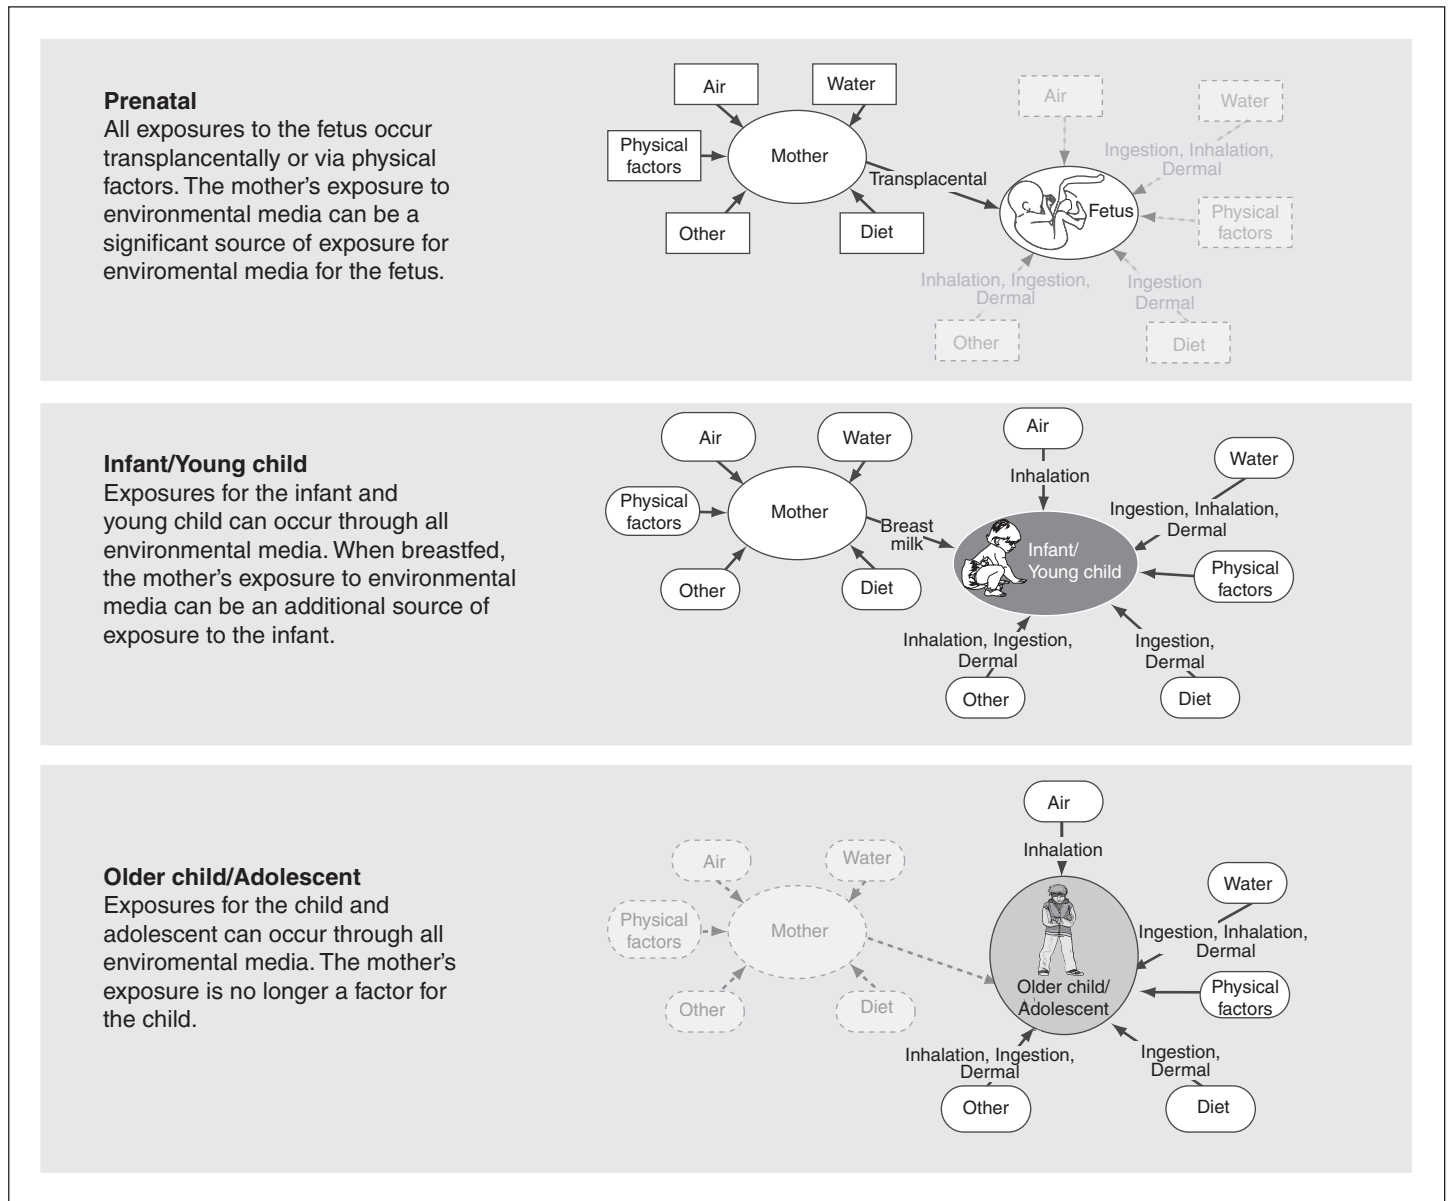 Prenatal
All exposures to the fetus occur
transplancentally or via physical
factors. The mother's exposure to
environmental media can be a
significant source of exposure for
enviromental media for the fetus.
Air
Water
Physical
factors
Mother
Other
Diet
Transplacental
Air
Water
Ingestion, Inhalation,
Dermal
Fetus
Physical
factors
Inhalation, Ingestion,
Dermal
Ingestion
Dermal
Other
Diet
Infant/Young child
Exposures for the infant and
young child can occur through all
environmental media. When breastfed,
the mother's exposure to environmental
media can be an additional source of
exposure to the infant.
Air
Water
Physical
factors
Mother
Other
Diet
Breast
milk
Air
Inhalation
Water
Ingestion, Inhalation,
Dermal
Infant/
Young child
Physical
factors
Inhalation, Ingestion,
Dermal
Ingestion,
Dermal
Other
Diet
Older child/Adolescent
Exposures for the child and
adolescent can occur through all
enviromental media. The mother's
exposure is no longer a factor for
the child.
Air
Water
Physical
factors
Mother
Other
Diet
Air
Inhalation
Water
Ingestion, Inhalation,
Dermal
Older child/
Adolescent
Physical
factors
Inhalation, Ingestion,
Dermal
Ingestion,
Dermal
Other
Diet